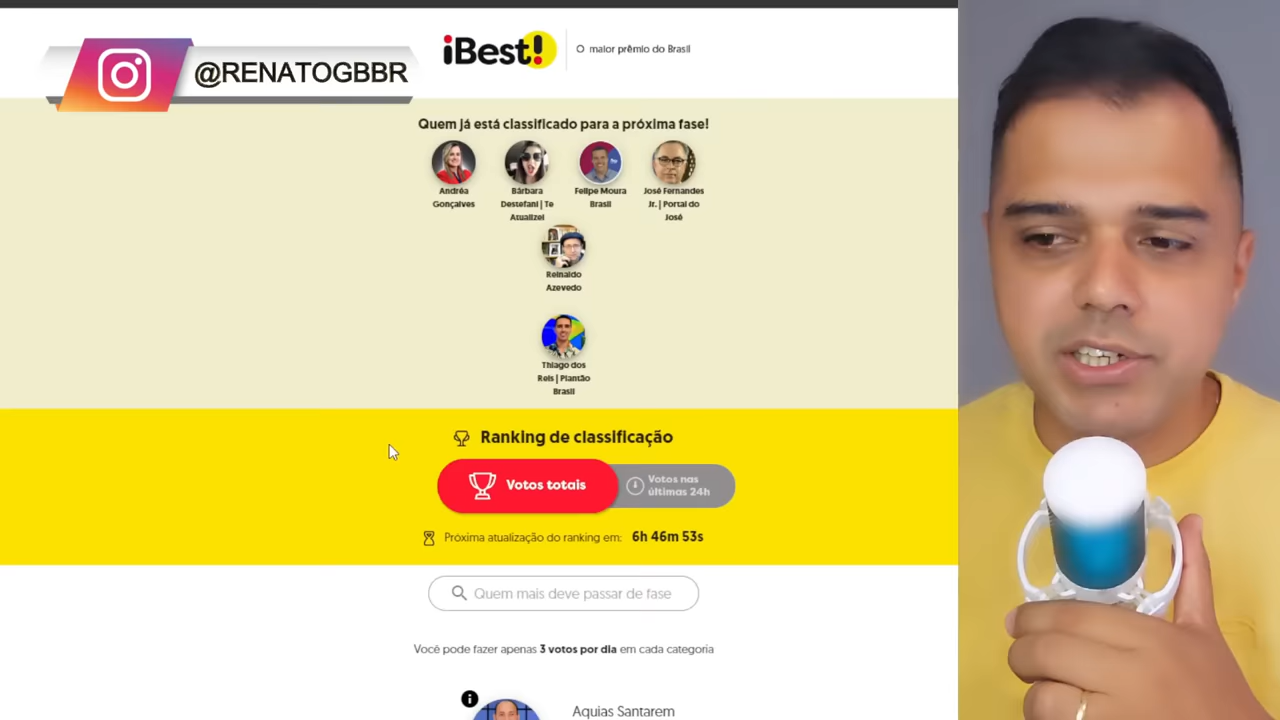 @RENATOGBBR
iBest!
O maior prêmio do Brasil
Quem já está classificado para a próxima fase!
Andréa
Gonçalves
Bárbara
Destefani | Te
Atualizei
Felipe Moura
Brasil
José Fernandes
Jr. | Portal do
José
Reinaldo
Azevedo
Thiago dos
Reis | Plantão
Brasil
Ranking de classificação
Votos totais
Votos nas
últimas 24h
Próxima atualização do ranking em: 6h 46m 53s
Quem mais deve passar de fase
Você pode fazer apenas 3 votos por dia em cada categoria
Aquias Santarem